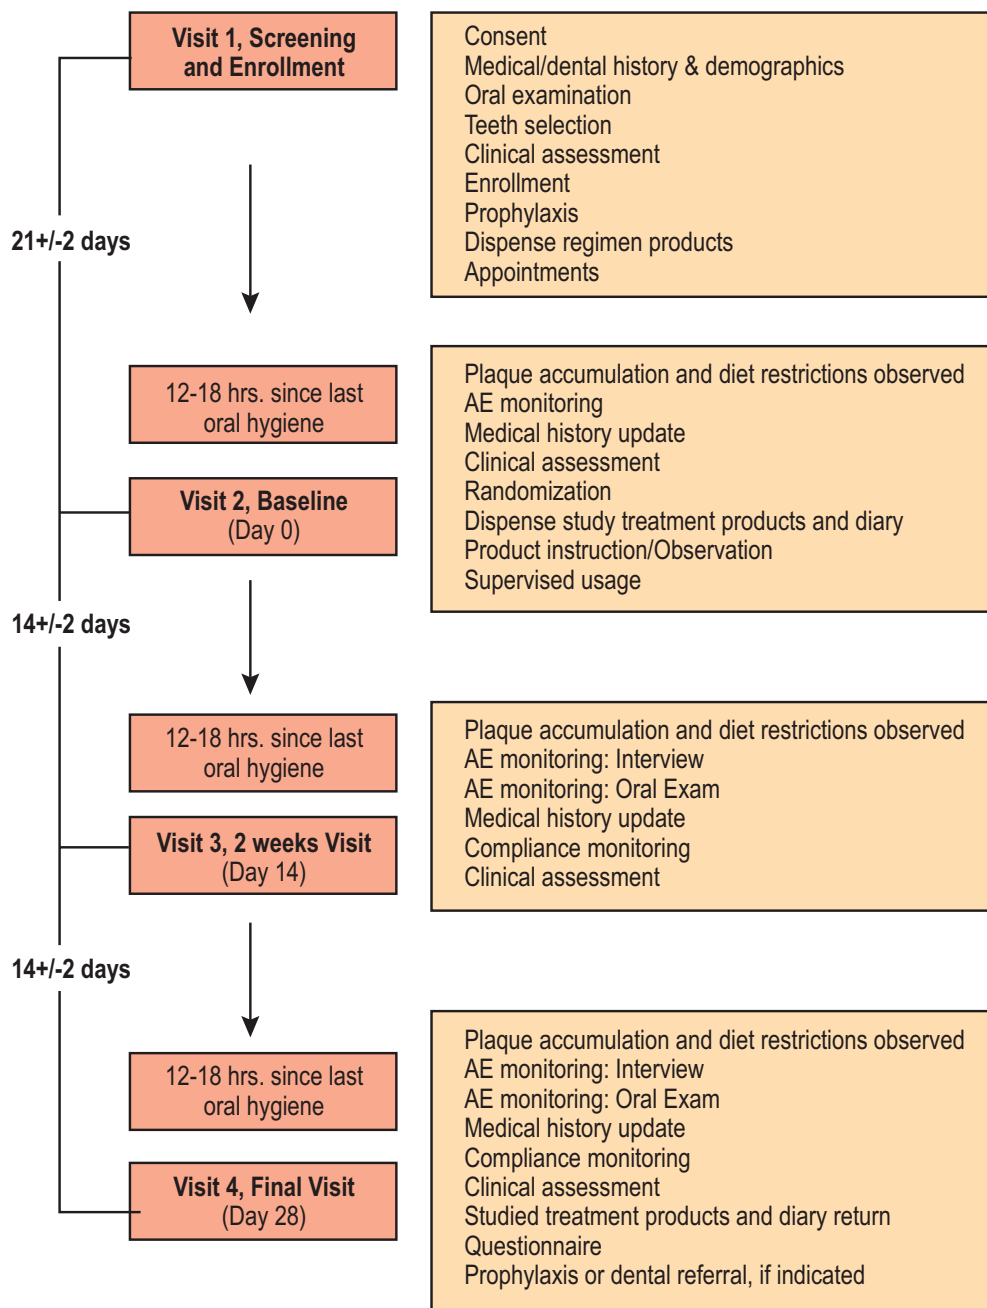 Visit 1, Screening
and Enrollment
Consent
Medical/dental history & demographics
Oral examination
Teeth selection
Clinical assessment
Enrollment
Prophylaxis
Dispense regimen products
Appointments
21+/-2 days
12-18 hrs. since last
oral hygiene
Visit 2, Baseline
(Day 0)
Plaque accumulation and diet restrictions observed
AE monitoring
Medical history update
Clinical assessment
Randomization
Dispense study treatment products and diary
Product instruction/Observation
Supervised usage
14+/-2 days
12-18 hrs. since last
oral hygiene
Visit 3, 2 weeks Visit
(Day 14)
Plaque accumulation and diet restrictions observed
AE monitoring: Interview
AE monitoring: Oral Exam
Medical history update
Compliance monitoring
Clinical assessment
14+/-2 days
12-18 hrs. since last
oral hygiene
Visit 4, Final Visit
(Day 28)
Plaque accumulation and diet restrictions observed
AE monitoring: Interview
AE monitoring: Oral Exam
Medical history update
Compliance monitoring
Clinical assessment
Studied treatment products and diary return
Questionnaire
Prophylaxis or dental referral, if indicated